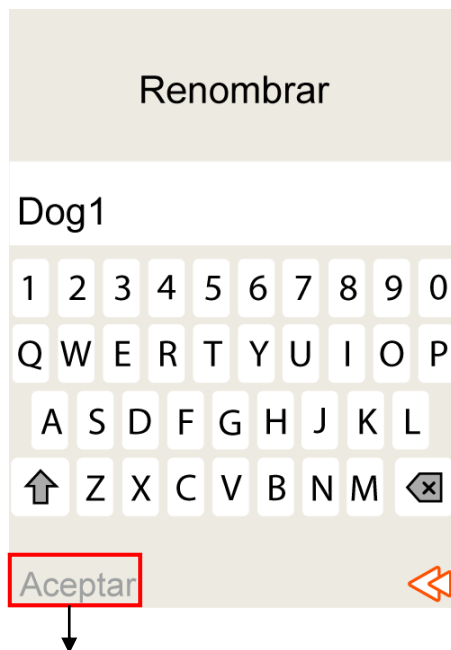 Renombrar
Dog1
1 2 3 4 5 6 7 8 9 0
Q W E R T Y U I O P
A S D F G H J K L
Z X C V B N M
Aceptar